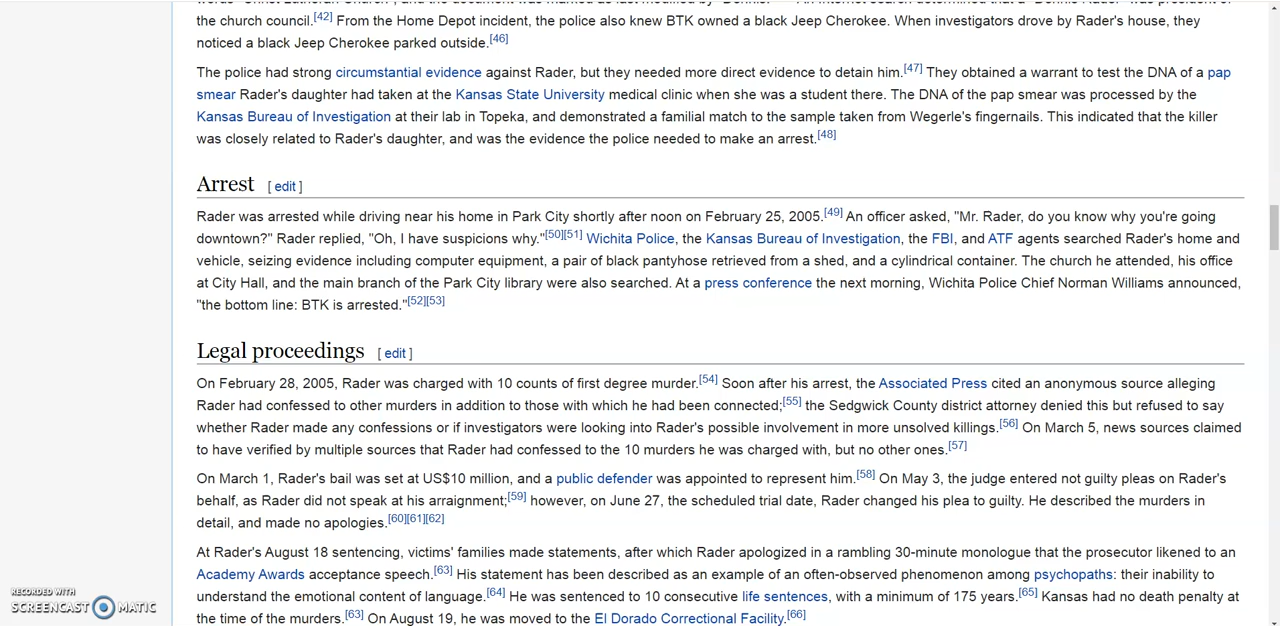 the church council.[42] From the Home Depot incident, the police also knew BTK owned a black Jeep Cherokee. When investigators drove by Rader's house, they
noticed a black Jeep Cherokee parked outside.[46]
The police had strong circumstantial evidence against Rader, but they needed more direct evidence to detain him.[47] They obtained a warrant to test the DNA of a pap
smear Rader's daughter had taken at the Kansas State University medical clinic when she was a student there. The DNA of the pap smear was processed by the
Kansas Bureau of Investigation at their lab in Topeka, and demonstrated a familial match to the sample taken from Wegerle's fingernails. This indicated that the killer
was closely related to Rader's daughter, and was the evidence the police needed to make an arrest.[48]
Arrest [ edit ]
Rader was arrested while driving near his home in Park City shortly after noon on February 25, 2005.[49] An officer asked, "Mr. Rader, do you know why you're going
downtown?" Rader replied, "Oh, I have suspicions why."[50][51] Wichita Police, the Kansas Bureau of Investigation, the FBI, and ATF agents searched Rader's home and
vehicle, seizing evidence including computer equipment, a pair of black pantyhose retrieved from a shed, and a cylindrical container. The church he attended, his office
at City Hall, and the main branch of the Park City library were also searched. At a press conference the next morning, Wichita Police Chief Norman Williams announced,
"the bottom line: BTK is arrested."[52][53]
Legal proceedings [ edit ]
On February 28, 2005, Rader was charged with 10 counts of first degree murder.[54] Soon after his arrest, the Associated Press cited an anonymous source alleging
Rader had confessed to other murders in addition to those with which he had been connected;[55] the Sedgwick County district attorney denied this but refused to say
whether Rader made any confessions or if investigators were looking into Rader's possible involvement in more unsolved killings.[56] On March 5, news sources claimed
to have verified by multiple sources that Rader had confessed to the 10 murders he was charged with, but no other ones.[57]
On March 1, Rader's bail was set at US$10 million, and a public defender was appointed to represent him.[58] On May 3, the judge entered not guilty pleas on Rader's
behalf, as Rader did not speak at his arraignment;[59] however, on June 27, the scheduled trial date, Rader changed his plea to guilty. He described the murders in
detail, and made no apologies.[60][61][62]
At Rader's August 18 sentencing, victims' families made statements, after which Rader apologized in a rambling 30-minute monologue that the prosecutor likened to an
Academy Awards acceptance speech.[63] His statement has been described as an example of an often-observed phenomenon among psychopaths: their inability to
understand the emotional content of language.[64] He was sentenced to 10 consecutive life sentences, with a minimum of 175 years.[65] Kansas had no death penalty at
the time of the murders.[63] On August 19, he was moved to the El Dorado Correctional Facility.[66]
RECORDED WITH
SCREENCAST MATIC